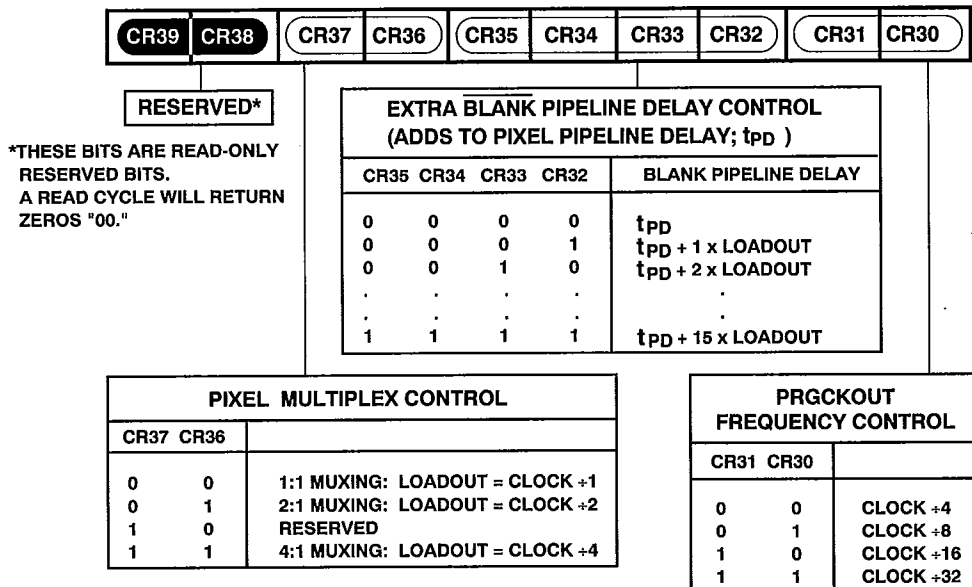 CR39 CR38 CR37 CR36 CR35 CR34 CR33 CR32 CR31 CR30
RESERVED*
*THESE BITS ARE READ-ONLY
RESERVED BITS.
A READ CYCLE WILL RETURN
ZEROS "00."
EXTRA BLANK PIPELINE DELAY CONTROL
(ADDS TO PIXEL PIPELINE DELAY; tPD )
CR35 CR34 CR33 CR32 BLANK PIPELINE DELAY
0 0 0 0 tPD
0 0 0 1 tPD + 1 x LOADOUT
0 0 1 0 tPD + 2 x LOADOUT
. . . . .
. . . . .
1 1 1 1 tPD + 15 x LOADOUT
PIXEL MULTIPLEX CONTROL
CR37 CR36
0 0 1:1 MUXING: LOADOUT = CLOCK ÷1
0 1 2:1 MUXING: LOADOUT = CLOCK ÷2
1 0 RESERVED
1 1 4:1 MUXING: LOADOUT = CLOCK ÷4
PRGCKOUT
FREQUENCY CONTROL
CR31 CR30
0 0 CLOCK ÷4
0 1 CLOCK ÷8
1 0 CLOCK ÷16
1 1 CLOCK ÷32